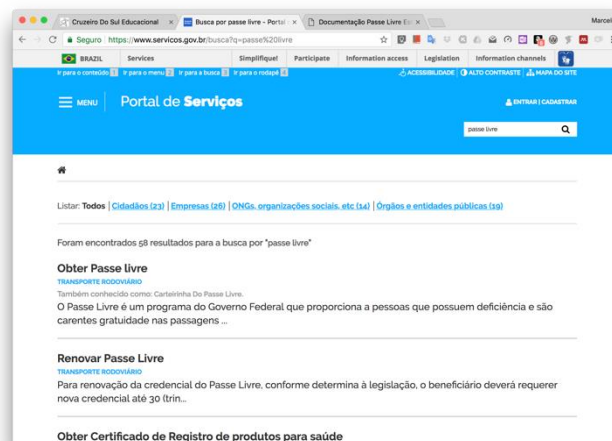 Cruzeiro Do Sul Educacional
Busca por passe livre - Portal
Documentação Passe Livre Es
Marcel
Seguro https://www.servicos.gov.br/busca?q=passe%20livre
BRAZIL Services Simplifique! Participate Information access Legislation Information channels
Ir para o conteúdo 1 Ir para o menu 2 Ir para a busca 3 Ir para o rodapé 4 ACESSIBILIDADE ALTO CONTRASTE MAPA DO SITE
MENU Portal de Serviços
ENTRAR | CADASTRAR
passe livre
Listar: Todos | Cidadãos (23) | Empresas (26) | ONGs, organizações sociais, etc (14) | Órgãos e entidades públicas (19)
Foram encontrados 58 resultados para a busca por "passe livre"
Obter Passe livre
TRANSPORTE RODOVIÁRIO
Também conhecido como: Carteirinha Do Passe Livre.
O Passe Livre é um programa do Governo Federal que proporciona a pessoas que possuem deficiência e são
carentes gratuidade nas passagens ...
Renovar Passe Livre
TRANSPORTE RODOVIÁRIO
Para renovação da credencial do Passe Livre, conforme determina à legislação, o beneficiário deverá requerer
nova credencial até 30 (trin...
Obter Certificado de Registro de produtos para saúde